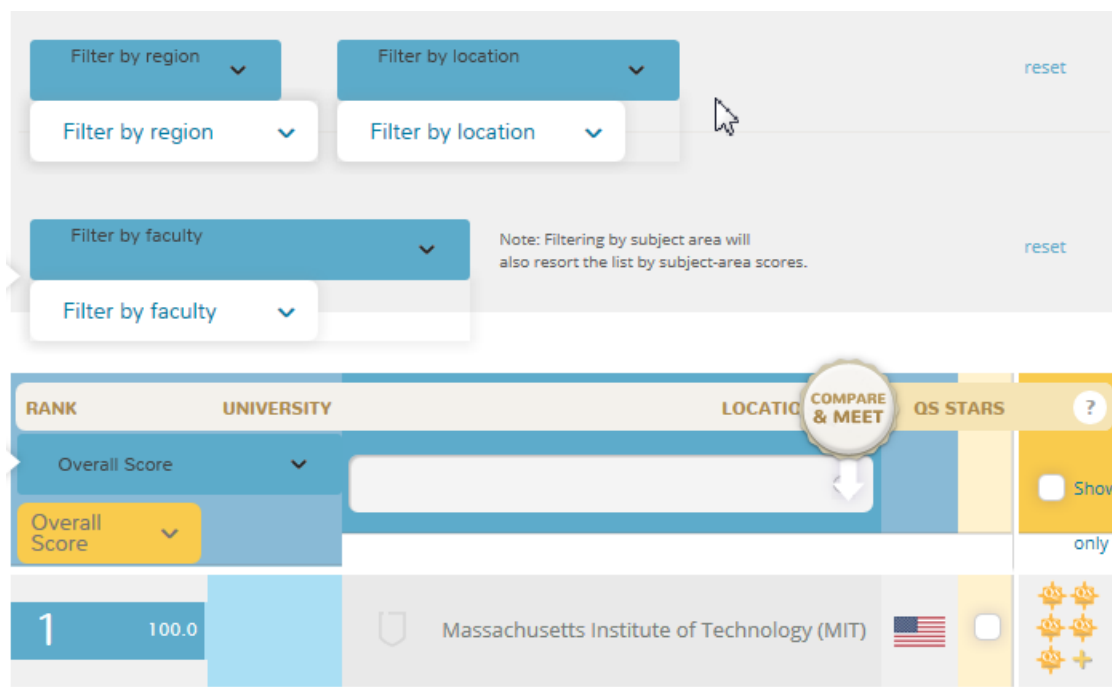 Filter by region
Filter by location
reset
Filter by region
Filter by location
Filter by faculty
Note: Filtering by subject area will
also resort the list by subject-area scores.
reset
Filter by faculty
RANK UNIVERSITY LOCATIO COMPARE & MEET QS STARS ?
Overall Score
Show
only
Overall
Score
1 100.0 Massachusetts Institute of Technology (MIT)